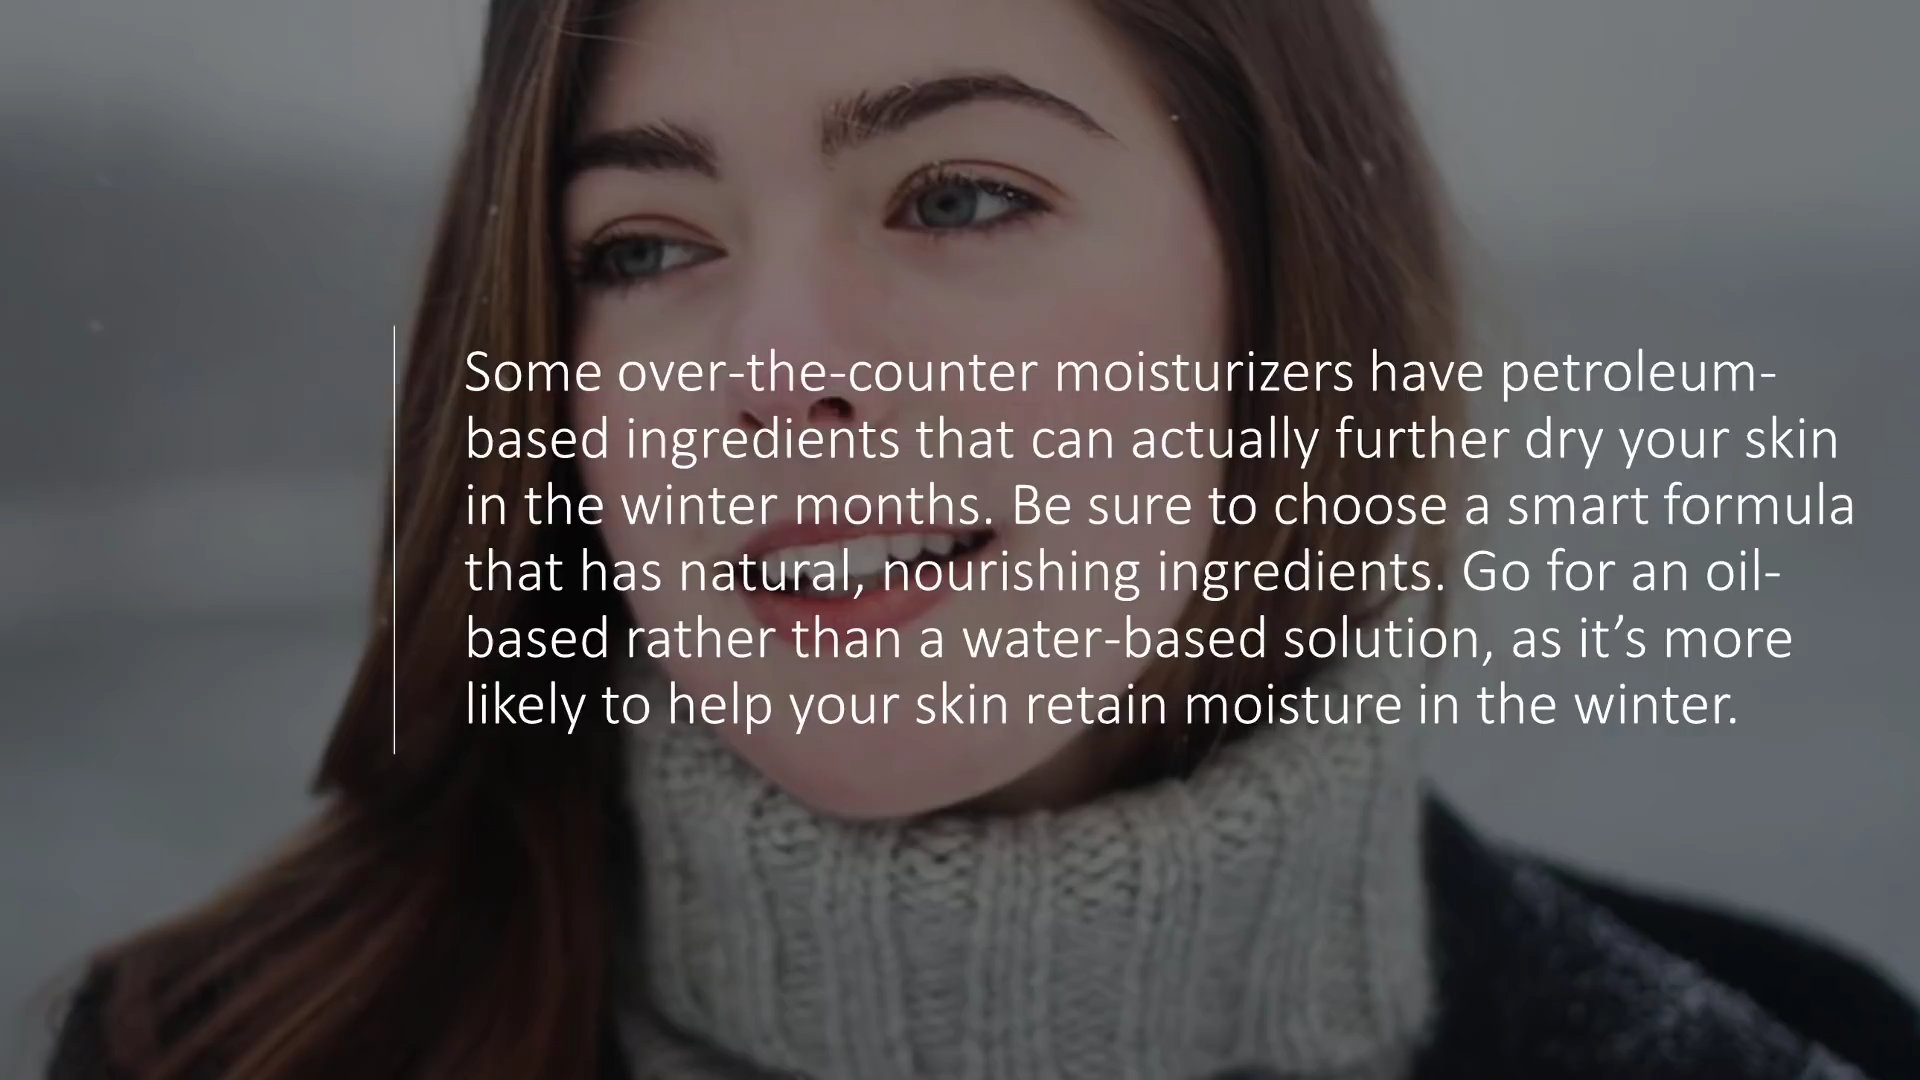 Some over-the-counter moisturizers have petroleum-
based ingredients that can actually further dry your skin
in the winter months. Be sure to choose a smart formula
that has natural, nourishing ingredients. Go for an oil-
based rather than a water-based solution, as it’s more
likely to help your skin retain moisture in the winter.